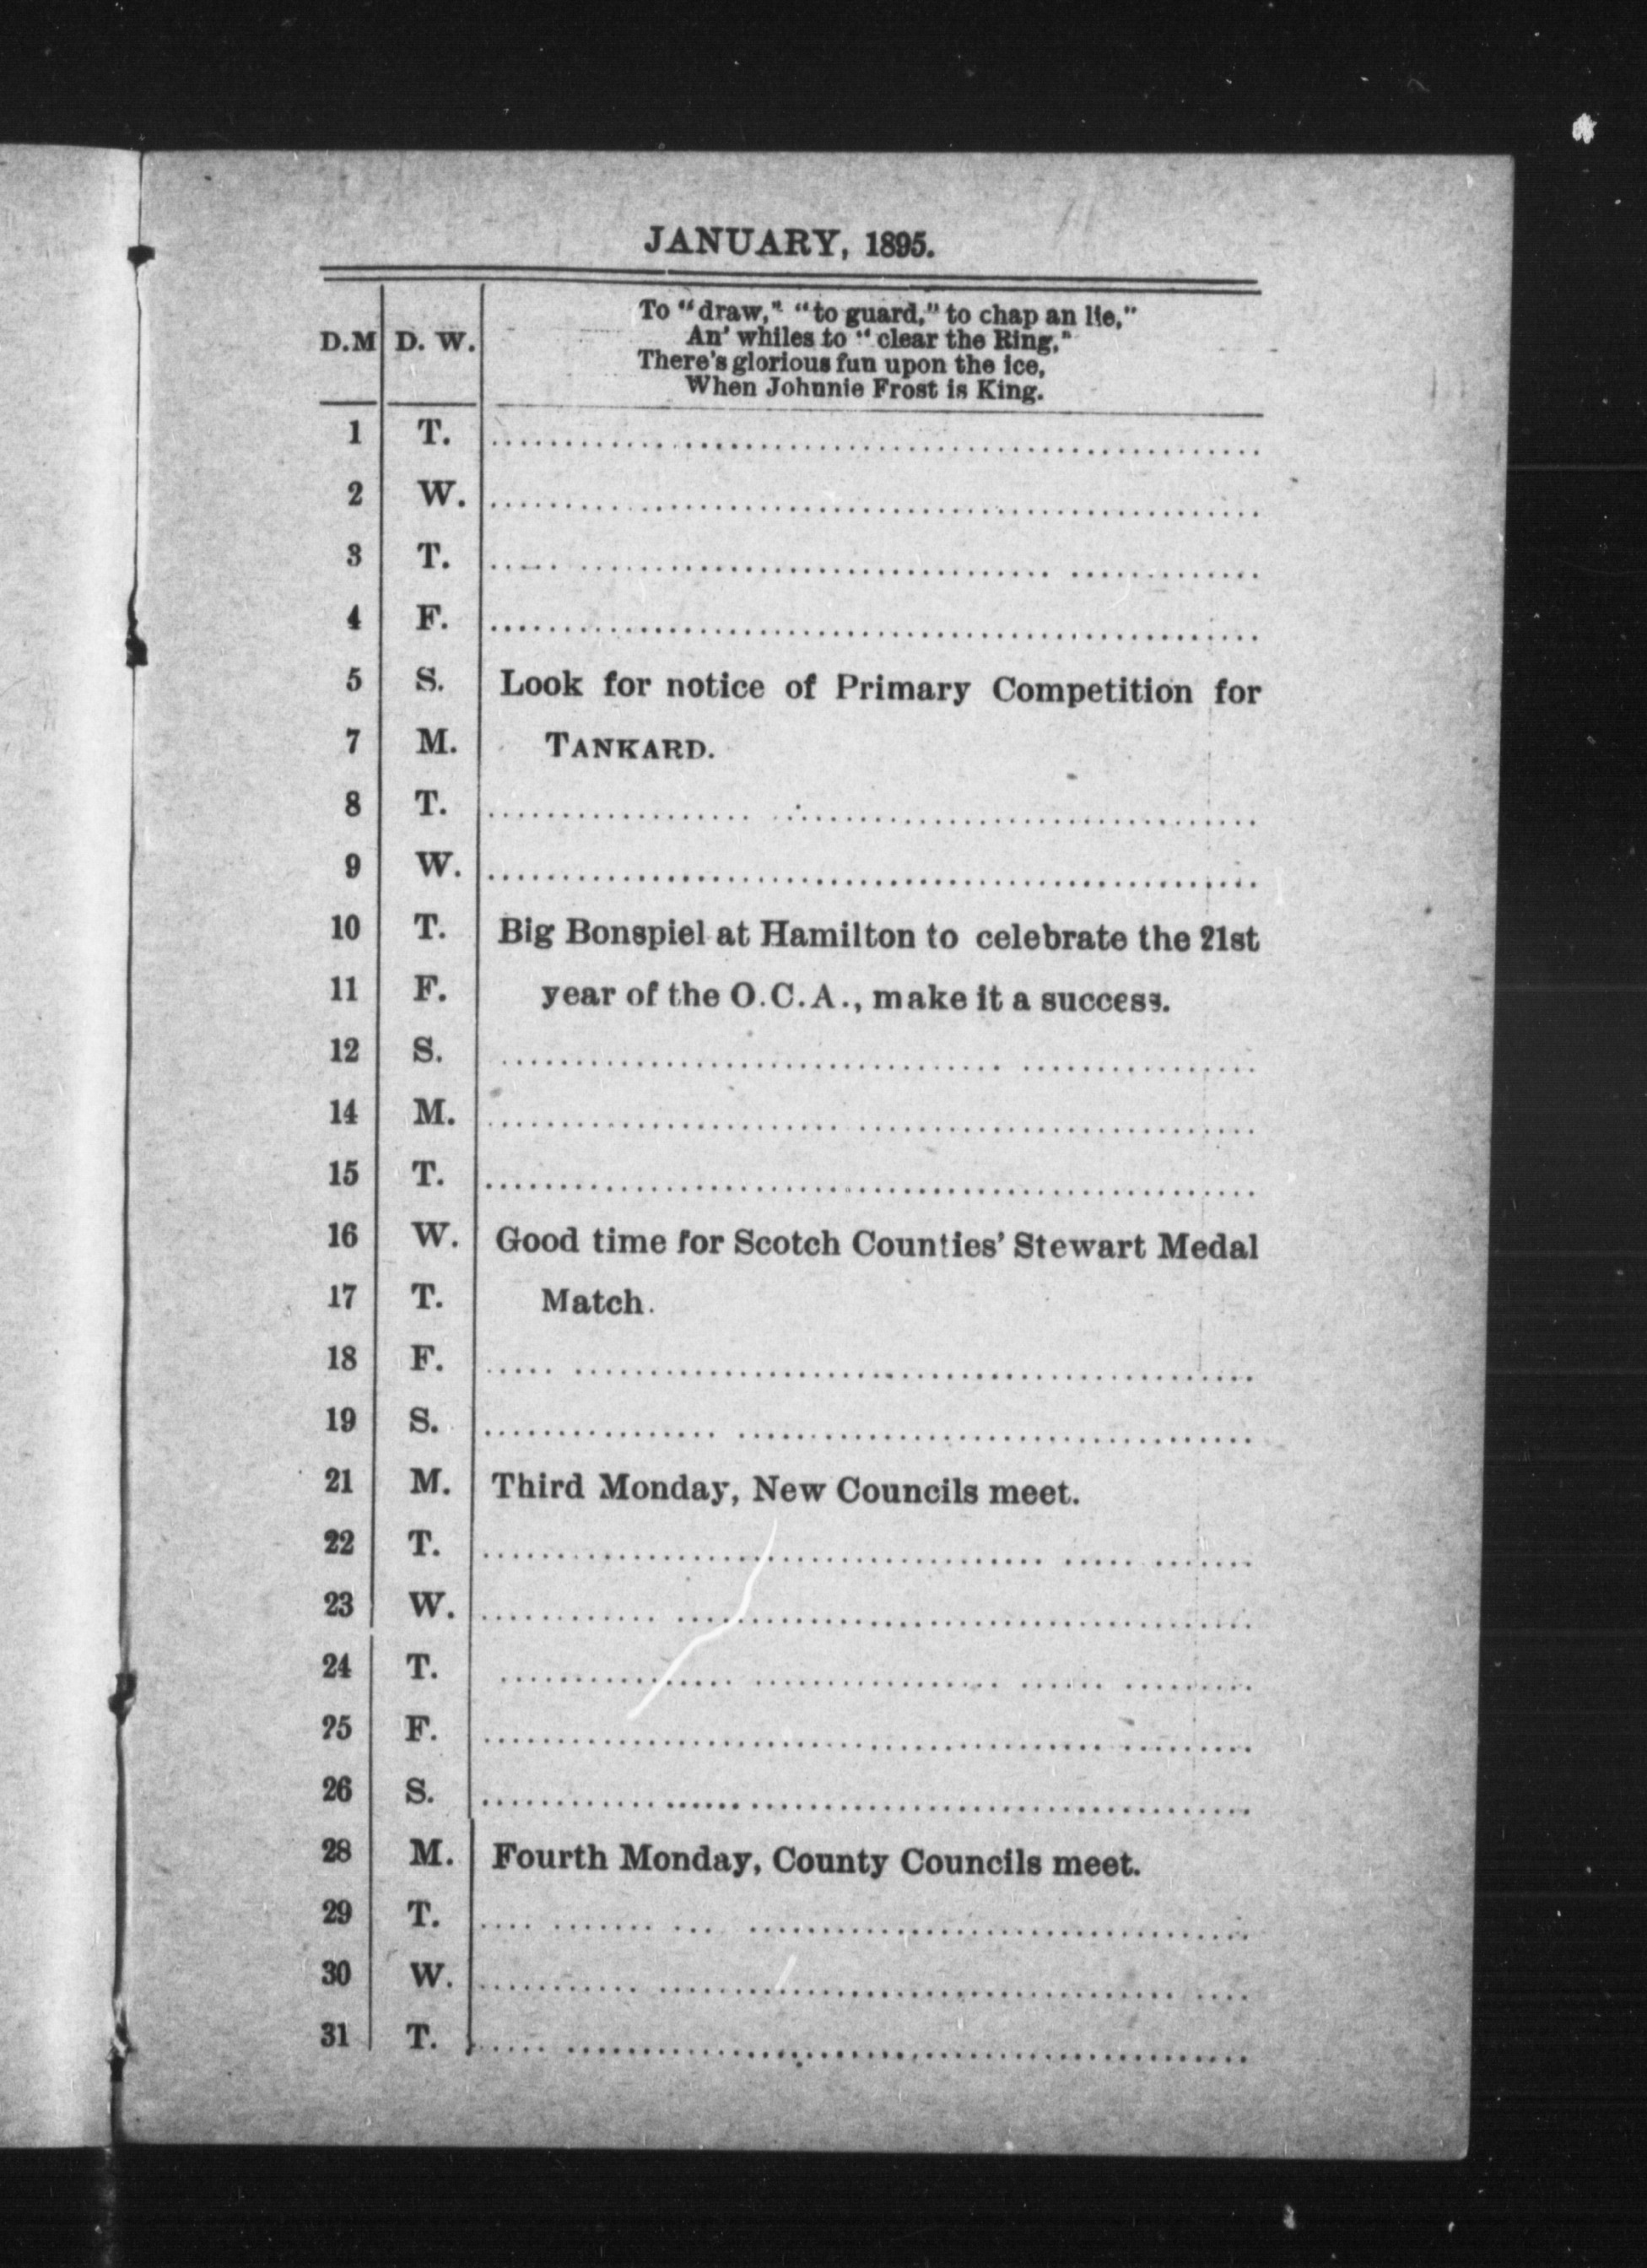 JANUARY, 1895.
D.M D. W. To "draw," "to guard," to chap an lie,"
An' whiles to "clear the Ring,"
There's glorious fun upon the ice,
When Johnnie Frost is King.
1 T. ............................................................
2 W. ............................................................
3 T. ............................................................
4 F. ............................................................
5 S. Look for notice of Primary Competition for
7 M. TANKARD.
8 T. ............................................................
9 W. ............................................................
10 T. Big Bonspiel at Hamilton to celebrate the 21st
11 F. year of the O.C.A., make it a success.
12 S. ............................................................
14 M. ............................................................
15 T. ............................................................
16 W. Good time for Scotch Counties' Stewart Medal
17 T. Match.
18 F. ............................................................
19 S. ............................................................
21 M. Third Monday, New Councils meet.
22 T. ............................................................
23 W. ............................................................
24 T. ............................................................
25 F. ............................................................
26 S. ............................................................
28 M. Fourth Monday, County Councils meet.
29 T. ............................................................
30 W. ............................................................
31 T. ............................................................